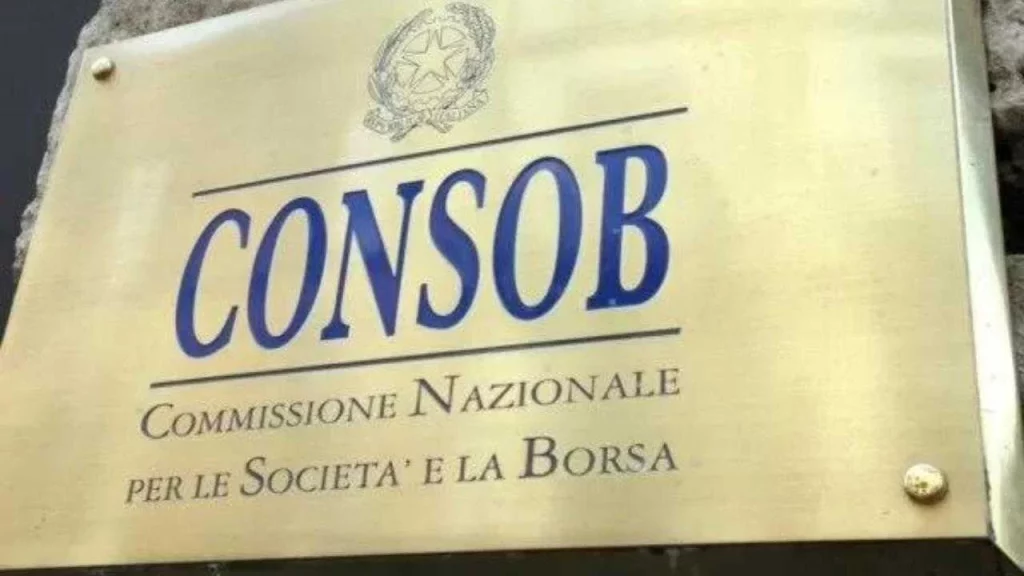 CONSOB
COMMISSIONE NAZIONALE
PER LE SOCIETA' E LA BORSA